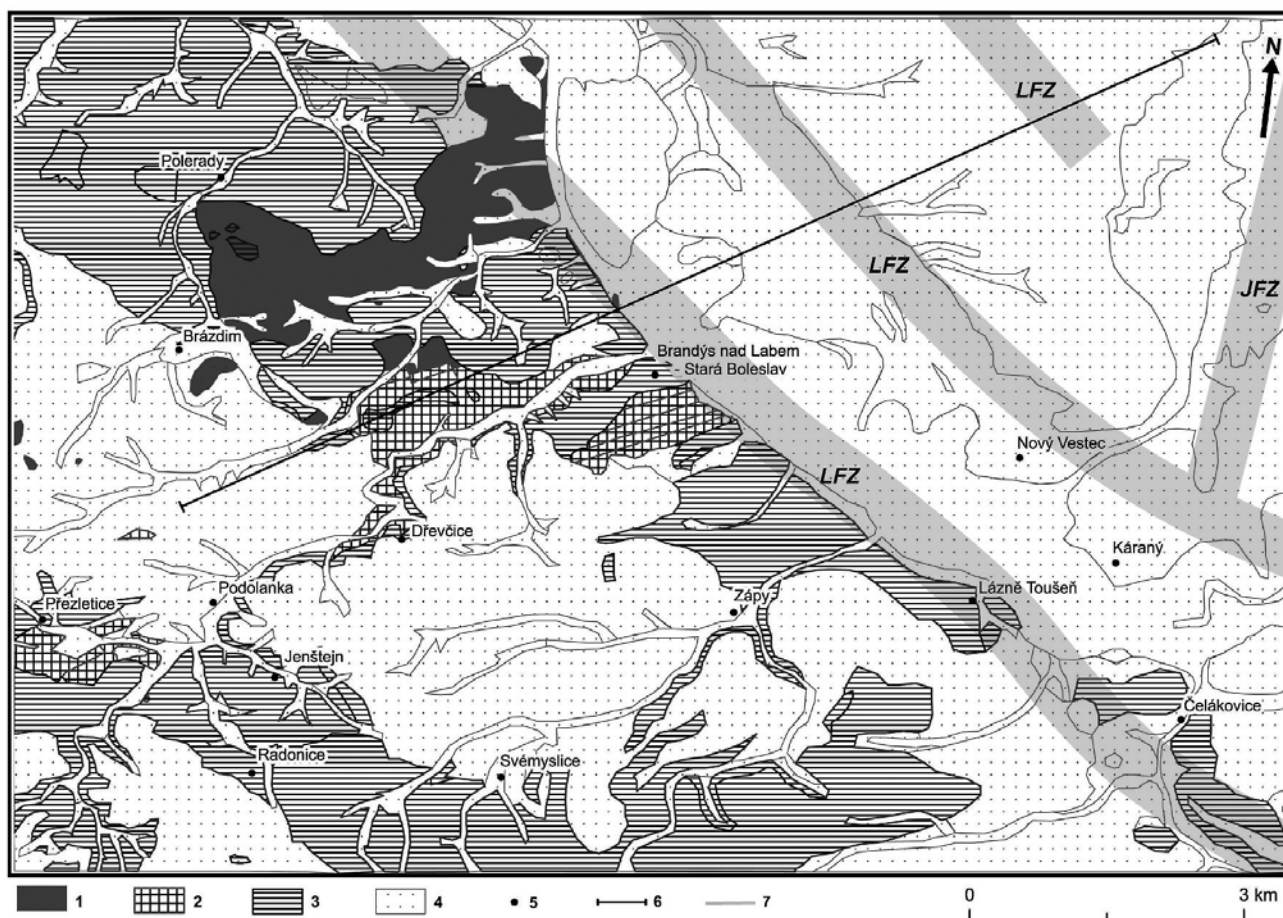 N
LFZ
Polerady
LFZ
JFZ
Brázdim
Brandýs nad Labem
- Stará Boleslav
Nový Vestec
LFZ
Dřevčice
Káraný
Podolanka
Přezletice
Zápy
Lázně Toušeň
Jenštejn
Čelákovice
Radonice
Svémyslice
1 2 3 4 5 6 7
0 3 km